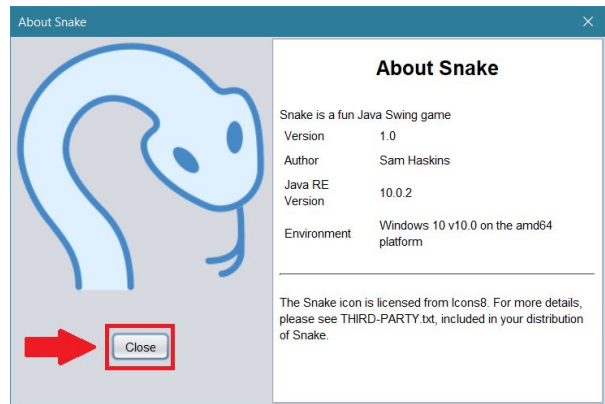 About Snake
About Snake
Snake is a fun Java Swing game
Version 1.0
Author Sam Haskins
Java RE
Version 10.0.2
Environment Windows 10 v10.0 on the amd64
platform
The Snake icon is licensed from Icons8. For more details,
please see THIRD-PARTY.txt, included in your distribution
of Snake.
Close